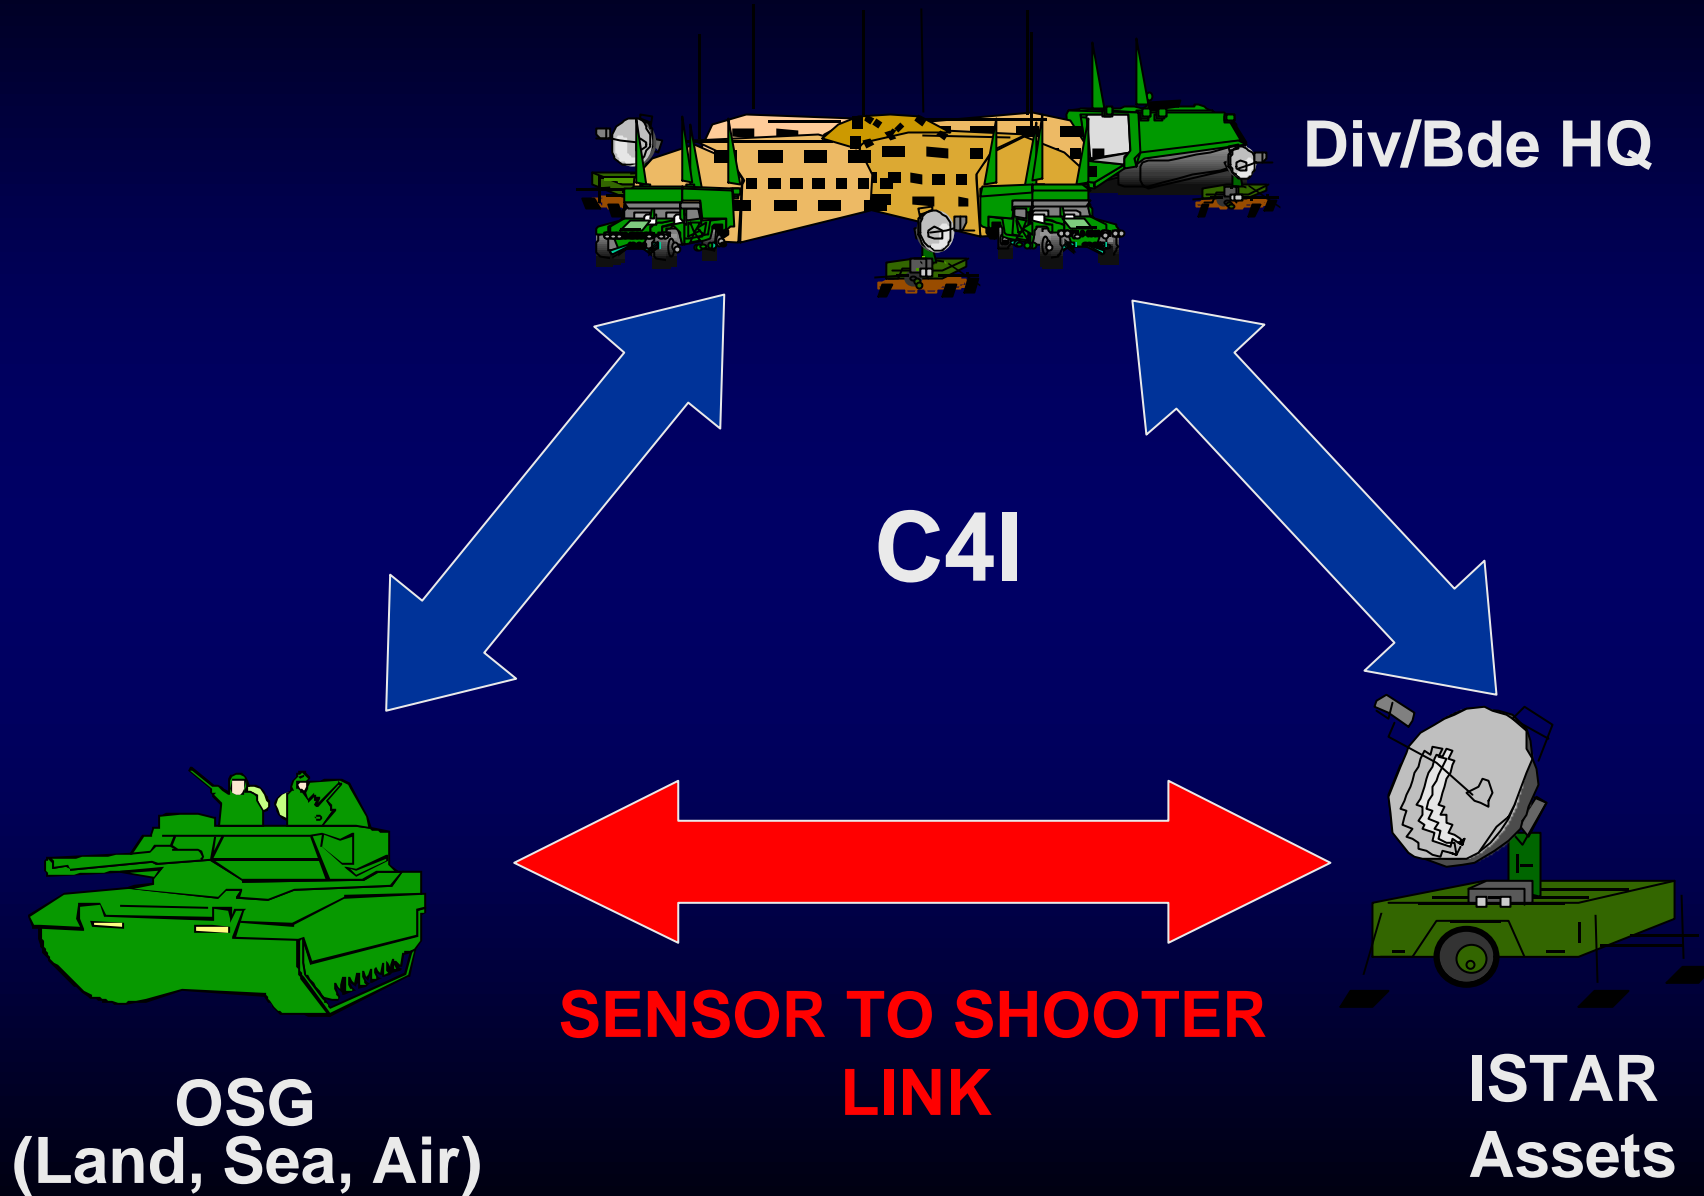 Div/Bde HQ
C4I
SENSOR TO SHOOTER
LINK
OSG
(Land, Sea, Air)
ISTAR
Assets